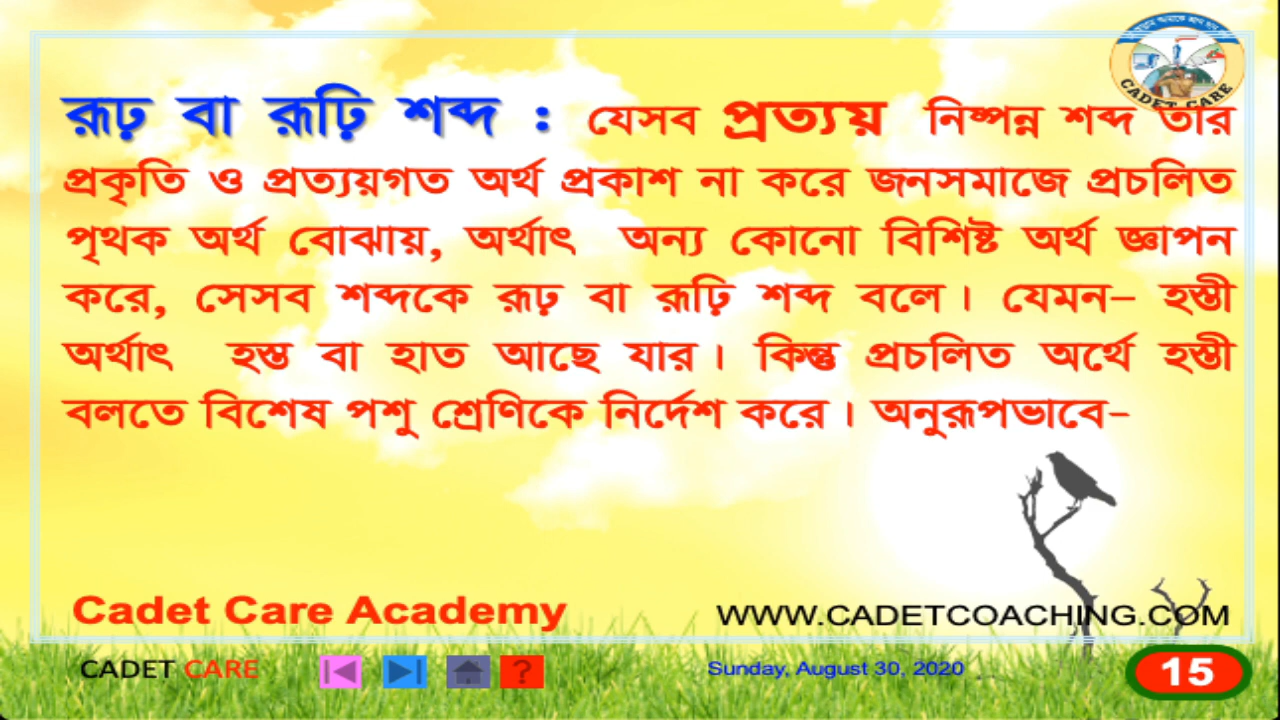 CADET CARE
রূঢ় বা রূঢ়ি শব্দ : যেসব প্রত্যয় নিষ্পন্ন শব্দ তার
প্রকৃতি ও প্রত্যয়গত অর্থ প্রকাশ না করে জনসমাজে প্রচলিত
পৃথক অর্থ বোঝায়, অর্থাৎ অন্য কোনো বিশিষ্ট অর্থ জ্ঞাপন
করে, সেসব শব্দকে রূঢ় বা রূঢ়ি শব্দ বলে। যেমন– হস্তী
অর্থাৎ হস্ত বা হাত আছে যার। কিন্তু প্রচলিত অর্থে হস্তী
বলতে বিশেষ পশু শ্রেণিকে নির্দেশ করে। অনুরূপভাবে–
Cadet Care Academy
WWW.CADETCOACHING.COM
CADET CARE
?
Sunday, August 30, 2020
15